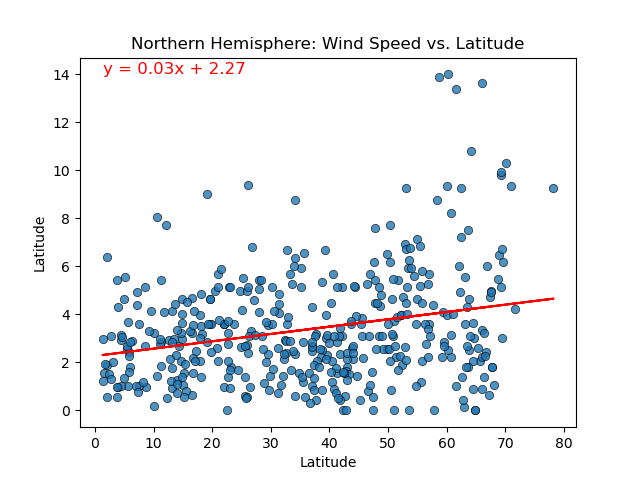 Northern Hemisphere: Wind Speed vs. Latitude
y = 0.03x + 2.27
14
12
10
8
6
4
2
0
Latitude
0 10 20 30 40 50 60 70 80
Latitude